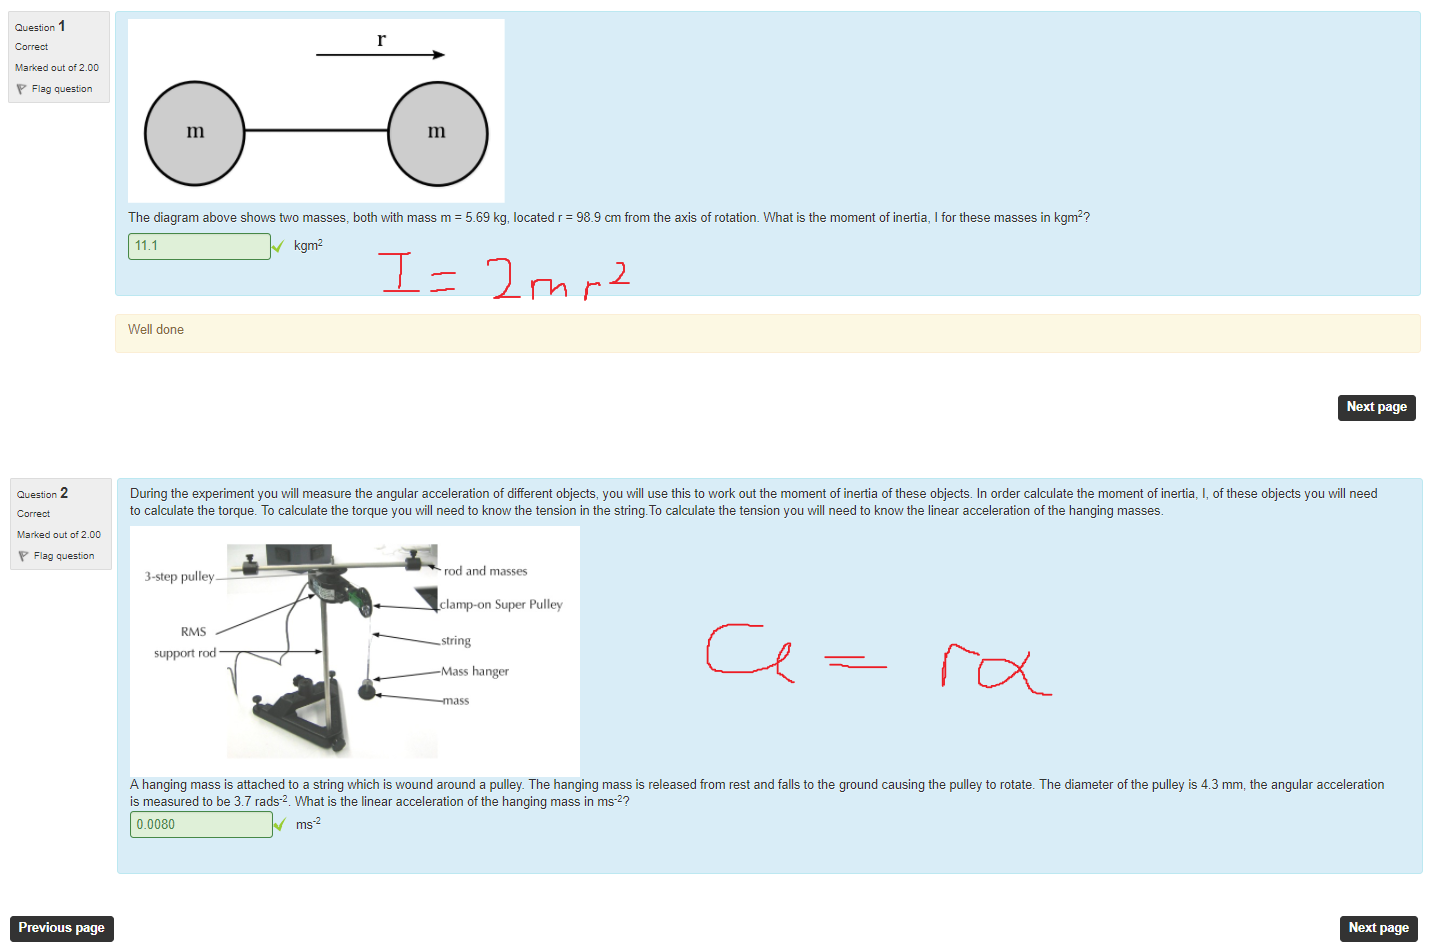 Question 1
Correct
Marked out of 2.00
Flag question
r
m
m
The diagram above shows two masses, both with mass m = 5.69 kg, located r = 98.9 cm from the axis of rotation. What is the moment of inertia, I for these masses in kgm²?
11.1 kgm²
I = 2mr²
Well done
Next page
Question 2
Correct
Marked out of 2.00
Flag question
During the experiment you will measure the angular acceleration of different objects, you will use this to work out the moment of inertia of these objects. In order calculate the moment of inertia, I, of these objects you will need
to calculate the torque. To calculate the torque you will need to know the tension in the string.To calculate the tension you will need to know the linear acceleration of the hanging masses.
3-step pulley
rod and masses
clamp-on Super Pulley
RMS
string
support rod
Mass hanger
mass
a = rα
A hanging mass is attached to a string which is wound around a pulley. The hanging mass is released from rest and falls to the ground causing the pulley to rotate. The diameter of the pulley is 4.3 mm, the angular acceleration
is measured to be 3.7 rads⁻². What is the linear acceleration of the hanging mass in ms⁻²?
0.0080 ms⁻²
Previous page
Next page